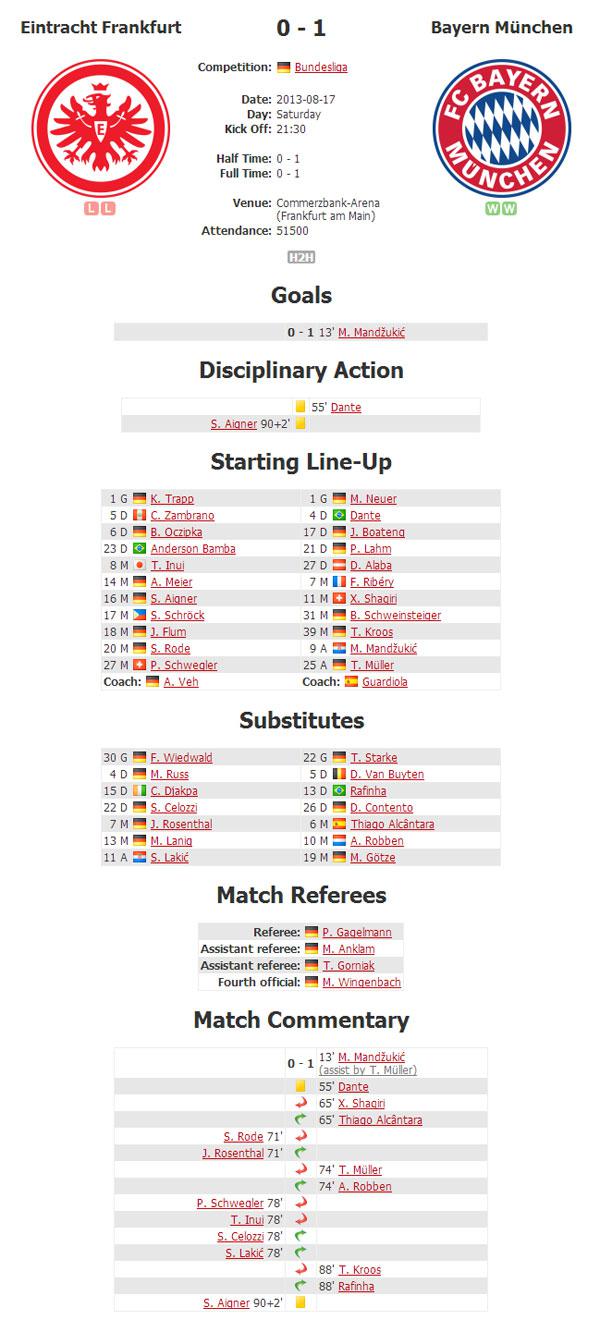 Eintracht Frankfurt 0 - 1 Bayern München
Competition: Bundesliga
Date: 2013-08-17
Day: Saturday
Kick Off: 21:30
Half Time: 0 - 1
Full Time: 0 - 1
Venue: Commerzbank-Arena
(Frankfurt am Main)
Attendance: 51500
E
FC BAYERN
MÜNCHEN
L L
W W
H2H
Goals
0 - 1 13' M. Mandžukić
Disciplinary Action
55' Dante
S. Aigner 90+2'
Starting Line-Up
1 G K. Trapp 1 G M. Neuer
5 D C. Zambrano 4 D Dante
6 D B. Oczipka 17 D J. Boateng
23 D Anderson Bamba 21 D P. Lahm
8 M T. Inui 27 D D. Alaba
14 M A. Meier 7 M F. Ribéry
16 M S. Aigner 11 M X. Shaqiri
17 M S. Schröck 31 M B. Schweinsteiger
18 M J. Flum 39 M T. Kroos
20 M S. Rode 9 A M. Mandžukić
27 M P. Schwegler 25 A T. Müller
Coach: A. Veh Coach: Guardiola
Substitutes
30 G F. Wiedwald 22 G T. Starke
4 D M. Russ 5 D D. Van Buyten
15 D C. Djakpa 13 D Rafinha
22 D S. Celozzi 26 D D. Contento
7 M J. Rosenthal 6 M Thiago Alcântara
13 M M. Lanig 10 M A. Robben
11 A S. Lakić 19 M M. Götze
Match Referees
Referee: P. Gagelmann
Assistant referee: M. Anklam
Assistant referee: T. Gorniak
Fourth official: M. Wingenbach
Match Commentary
0 - 1 13' M. Mandžukić
(assist by T. Müller)
55' Dante
65' X. Shaqiri
65' Thiago Alcântara
S. Rode 71'
J. Rosenthal 71'
74' T. Müller
74' A. Robben
P. Schwegler 78'
T. Inui 78'
S. Celozzi 78'
S. Lakić 78'
88' T. Kroos
88' Rafinha
S. Aigner 90+2'